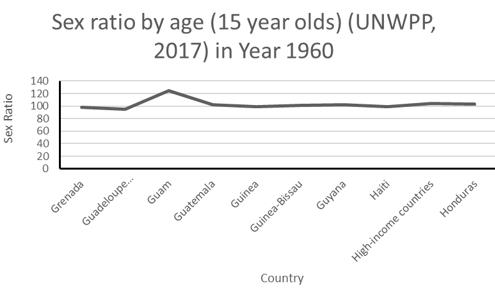 Sex ratio by age (15 year olds) (UNWPP,
2017) in Year 1960
Sex Ratio
140
120
100
80
60
40
20
0
Grenada
Guadeloupe...
Guam
Guatemala
Guinea
Guinea-Bissau
Guyana
Haiti
High-income countries
Honduras
Country